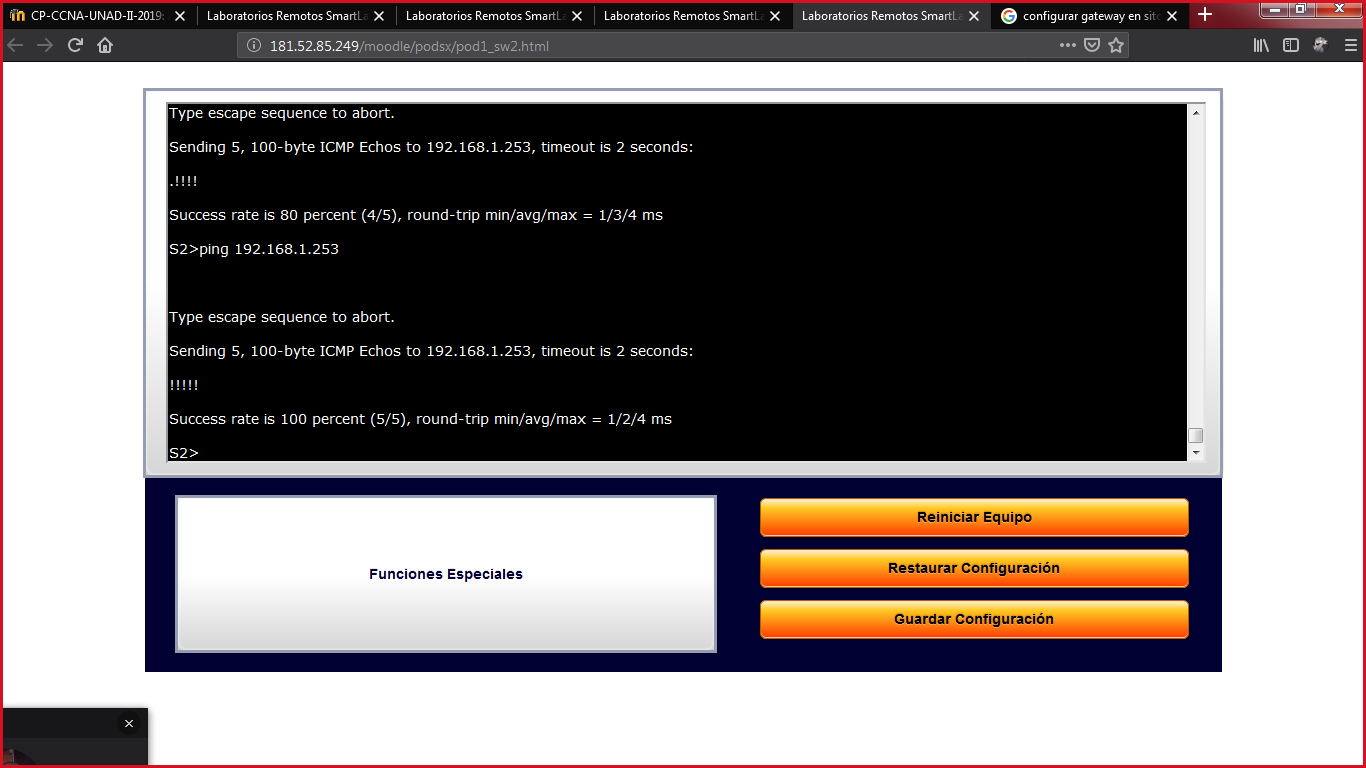 CP-CCNA-UNAD-II-2019:
Laboratorios Remotos SmartLa
Laboratorios Remotos SmartLa
Laboratorios Remotos SmartLa
Laboratorios Remotos SmartLa
configurar gateway en sit
181.52.85.249/moodle/podsx/pod1_sw2.html
Type escape sequence to abort.
Sending 5, 100-byte ICMP Echos to 192.168.1.253, timeout is 2 seconds:
.!!!!
Success rate is 80 percent (4/5), round-trip min/avg/max = 1/3/4 ms
S2>ping 192.168.1.253
Type escape sequence to abort.
Sending 5, 100-byte ICMP Echos to 192.168.1.253, timeout is 2 seconds:
!!!!!
Success rate is 100 percent (5/5), round-trip min/avg/max = 1/2/4 ms
S2>
Funciones Especiales
Reiniciar Equipo
Restaurar Configuración
Guardar Configuración